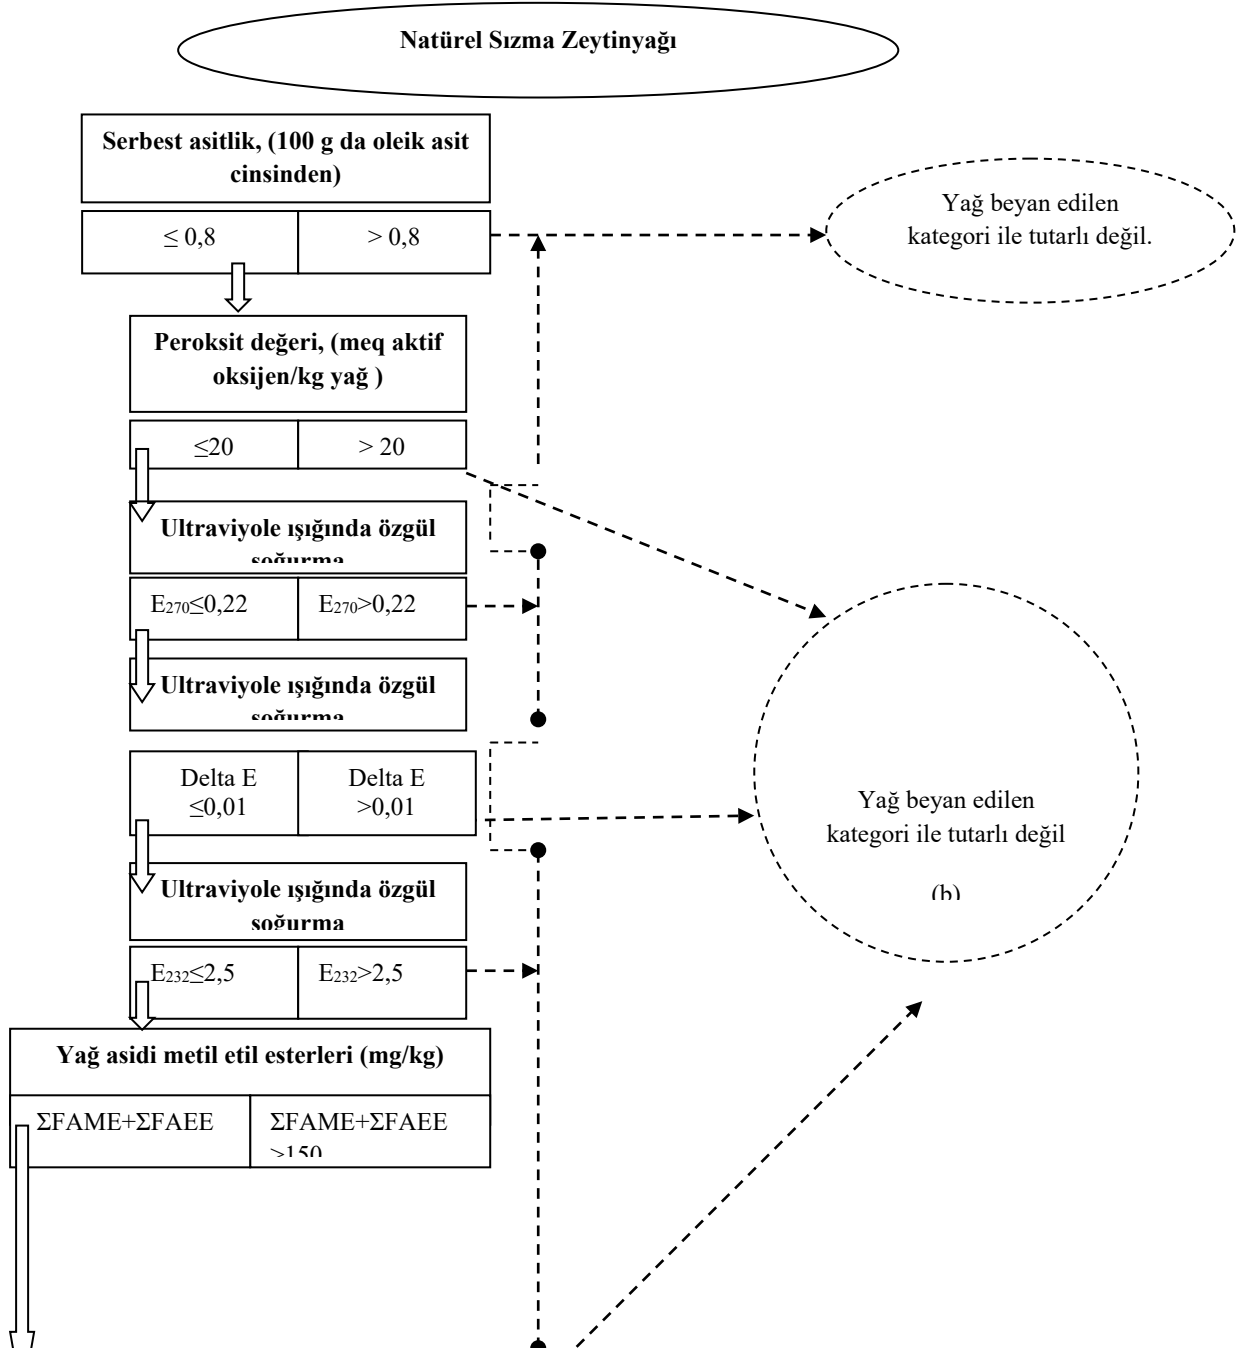 Natürel Sızma Zeytinyağı
Serbest asitlik, (100 g da oleik asit
cinsinden)
≤ 0,8
> 0,8
Yağ beyan edilen
kategori ile tutarlı değil.
Peroksit değeri, (meq aktif
oksijen/kg yağ )
≤20
> 20
Ultraviyole ışığında özgül
soğurma
E270≤0,22
E270>0,22
Ultraviyole ışığında özgül
soğurma
Delta E
≤0,01
Delta E
>0,01
Yağ beyan edilen
kategori ile tutarlı değil
(b)
Ultraviyole ışığında özgül
soğurma
E232≤2,5
E232>2,5
Yağ asidi metil etil esterleri (mg/kg)
ΣFAME+ΣFAEE
ΣFAME+ΣFAEE
>150